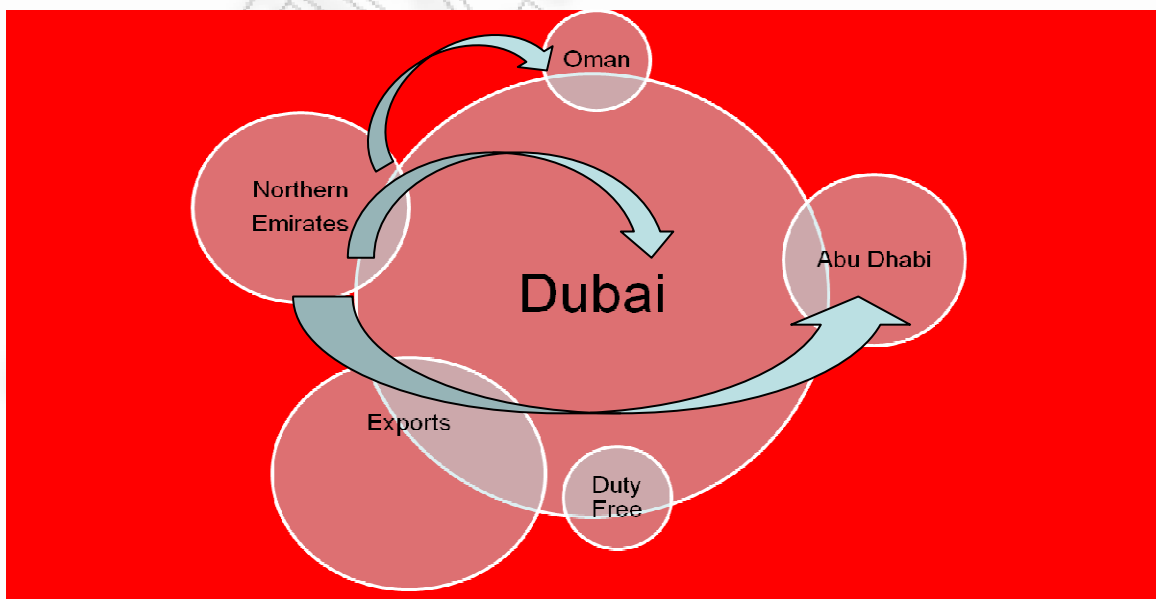 Oman
Northern
Emirates
Abu Dhabi
Dubai
Exports
Duty
Free